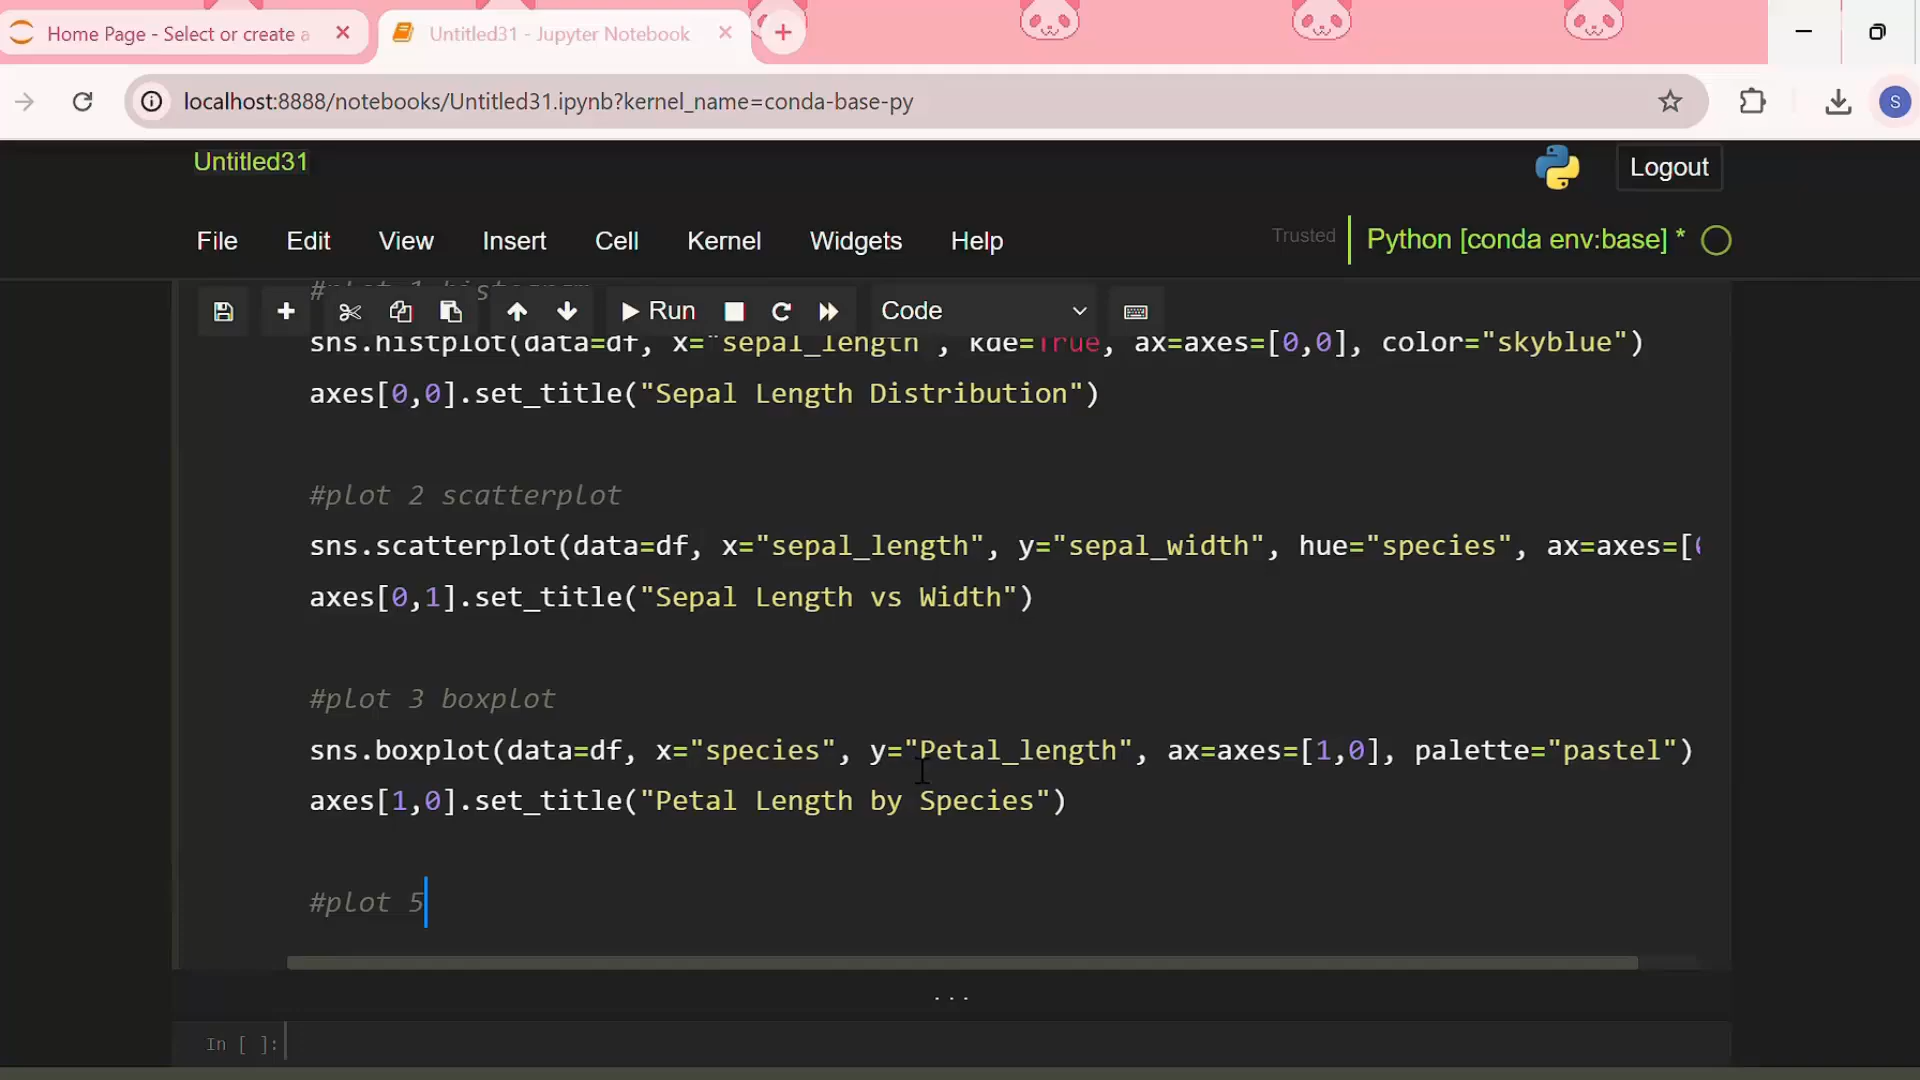 Home Page - Select or create a
Untitled31 - Jupyter Notebook
localhost:8888/notebooks/Untitled31.ipynb?kernel_name=conda-base-py
S
Untitled31
Logout
File Edit View Insert Cell Kernel Widgets Help
Trusted
Python [conda env:base] *
#plot 1 histogram
Run
Code
sns.histplot(data=df, x="sepal_length", kde=True, ax=axes=[0,0], color="skyblue")
axes[0,0].set_title("Sepal Length Distribution")
#plot 2 scatterplot
sns.scatterplot(data=df, x="sepal_length", y="sepal_width", hue="species", ax=axes=[0
axes[0,1].set_title("Sepal Length vs Width")
#plot 3 boxplot
sns.boxplot(data=df, x="species", y="Petal_length", ax=axes=[1,0], palette="pastel")
axes[1,0].set_title("Petal Length by Species")
#plot 5
...
In [ ]: